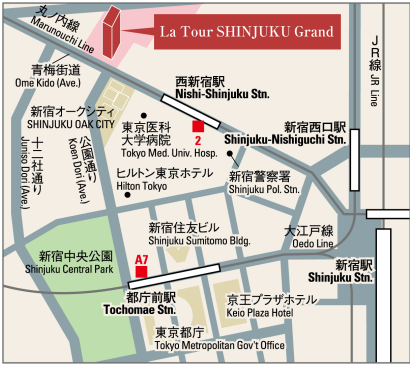 丸ノ内線
Marunouchi Line
La Tour SHINJUKU Grand
青梅街道
Ome Kido (Ave.)
西新宿駅
Nishi-Shinjuku Stn.
JR線
JR Line
新宿オークシティ
SHINJUKU OAK CITY
2
東京医科
大学病院
Tokyo Med. Univ. Hosp.
新宿西口駅
Shinjuku-Nishiguchi Stn.
十二社通り
Juniso Dori (Ave.)
公園通り
Koen Dori (Ave.)
ヒルトン東京ホテル
Hilton Tokyo
新宿警察署
Shinjuku Pol. Stn.
新宿住友ビル
Shinjuku Sumitomo Bldg.
大江戸線
Oedo Line
新宿中央公園
Shinjuku Central Park
A7
新宿駅
Shinjuku Stn.
都庁前駅
Tochomae Stn.
京王プラザホテル
Keio Plaza Hotel
東京都庁
Tokyo Metropolitan Gov't Office